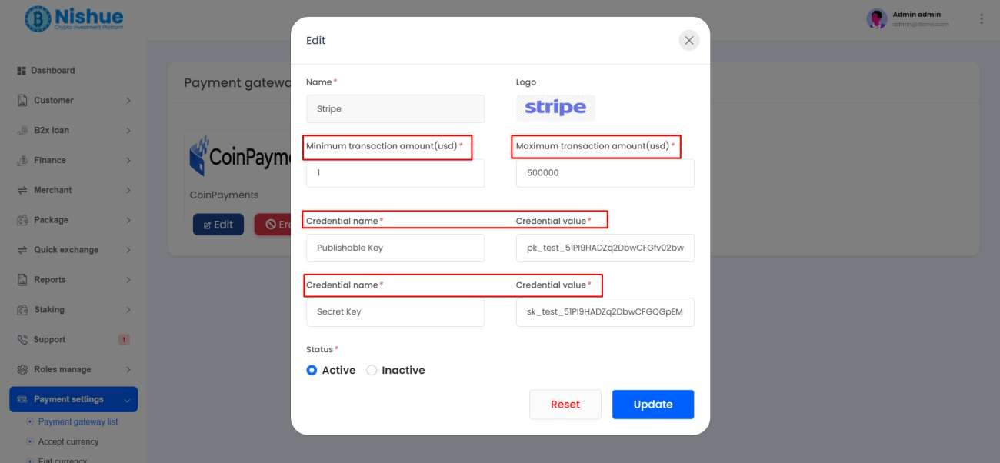 Nishue
Crypto Investment Platform
Admin admin
admin@demo.com
Dashboard
Customer
B2x loan
Finance
Merchant
Package
Quick exchange
Reports
Staking
Support 1
Roles manage
Payment settings
Payment gateway list
Accept currency
Fiat currency
Payment gatewa
CoinPayme
CoinPayments
Edit
Er
Edit
Name*
Logo
Stripe
stripe
Minimum transaction amount(usd)*
Maximum transaction amount(usd)*
1
500000
Credential name*
Credential value*
Publishable Key
pk_test_51PI9HADZq2DbwCFGfv02bw
Credential name*
Credential value*
Secret Key
sk_test_51PI9HADZq2DbwCFGQGpEM
Status*
Active
Inactive
Reset
Update